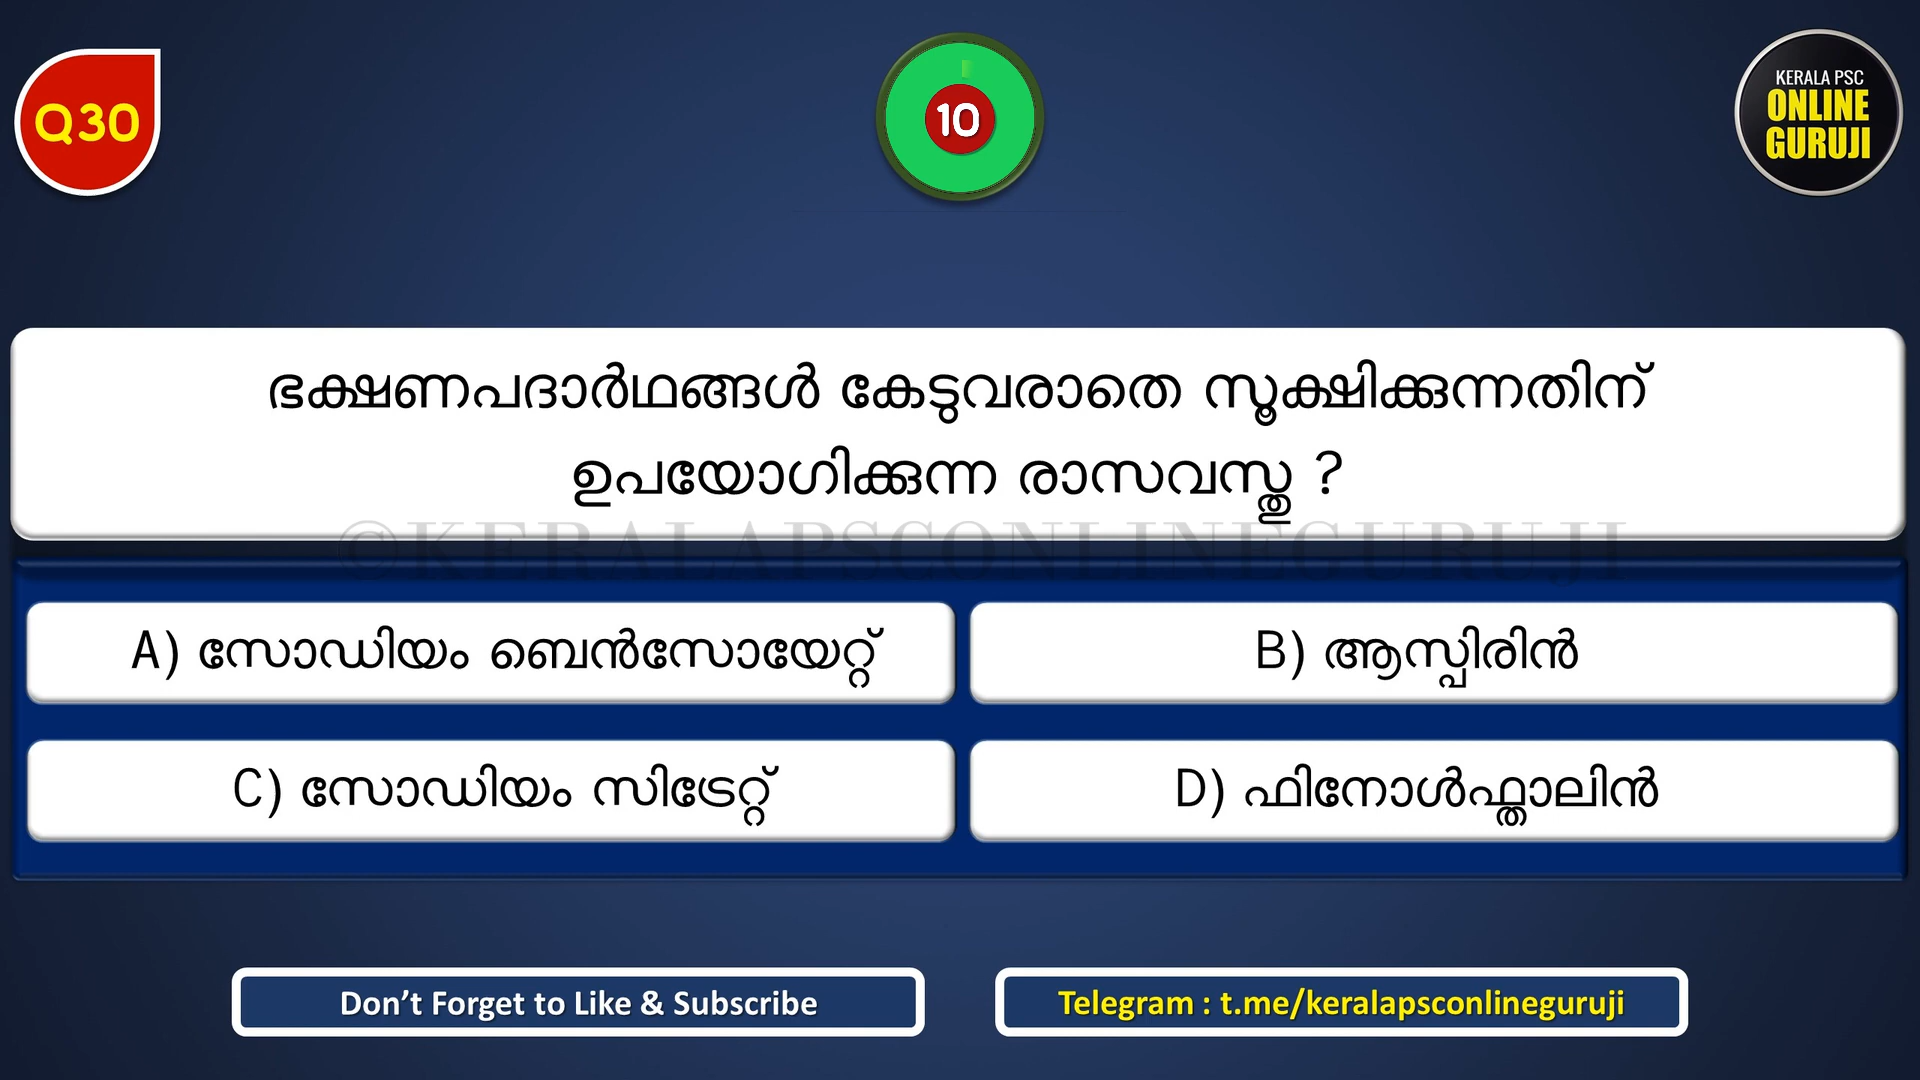 Q30
10
KERALA PSC
ONLINE
GURUJI
ഭക്ഷണപദാർഥങ്ങൾ കേടുവരാതെ സൂക്ഷിക്കുന്നതിന്
ഉപയോഗിക്കുന്ന രാസവസ്തു ?
©KERALAPSCONLINEGURUJI
A) സോഡിയം ബെൻസോയേറ്റ്
B) ആസ്പിരിൻ
C) സോഡിയം സിട്രേറ്റ്
D) ഫിനോൾഫ്താലിൻ
Don’t Forget to Like & Subscribe
Telegram : t.me/keralapsconlineguruji